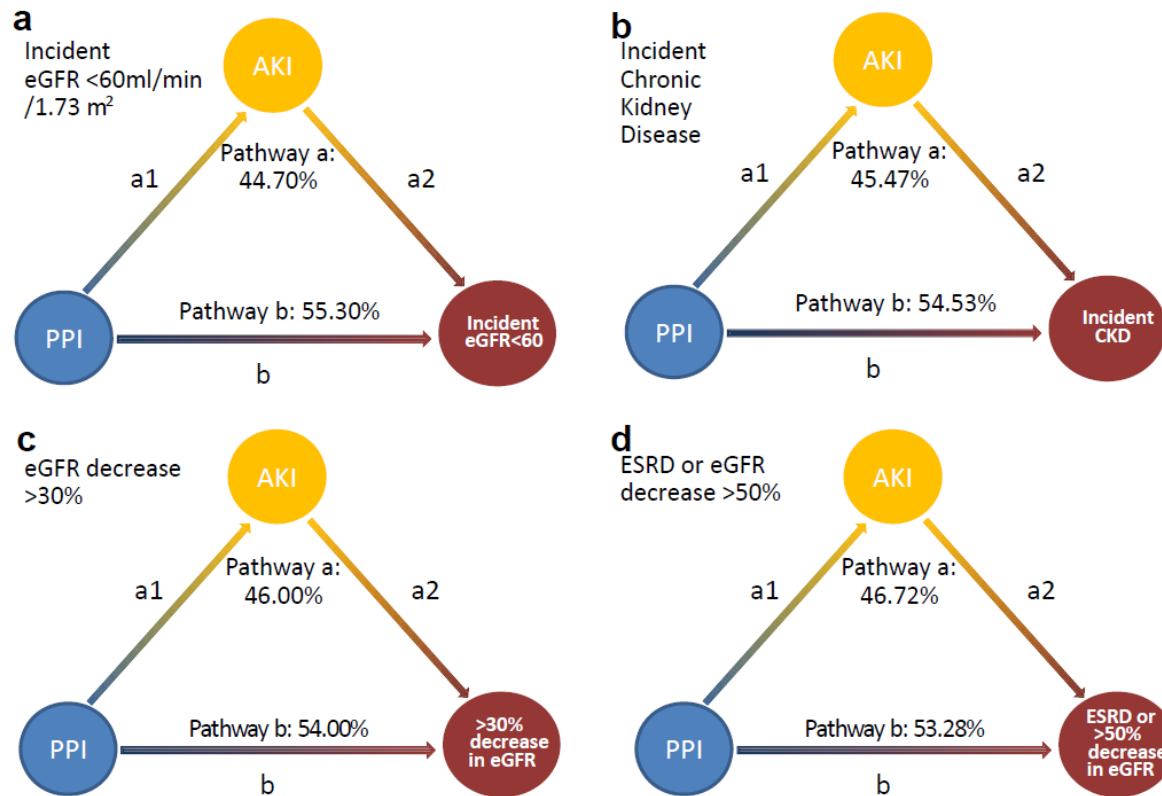 a
Incident
eGFR <60ml/min
/1.73 m²
AKI
Pathway a:
44.70%
a1
a2
PPI
Pathway b: 55.30%
b
Incident
eGFR<60
b
Incident
Chronic
Kidney
Disease
AKI
Pathway a:
45.47%
a1
a2
PPI
Pathway b: 54.53%
b
Incident
CKD
c
eGFR decrease
>30%
AKI
Pathway a:
46.00%
a1
a2
PPI
Pathway b: 54.00%
b
>30%
decrease
in eGFR
d
ESRD or eGFR
decrease >50%
AKI
Pathway a:
46.72%
a1
a2
PPI
Pathway b: 53.28%
b
ESRD or
>50%
decrease
in eGFR